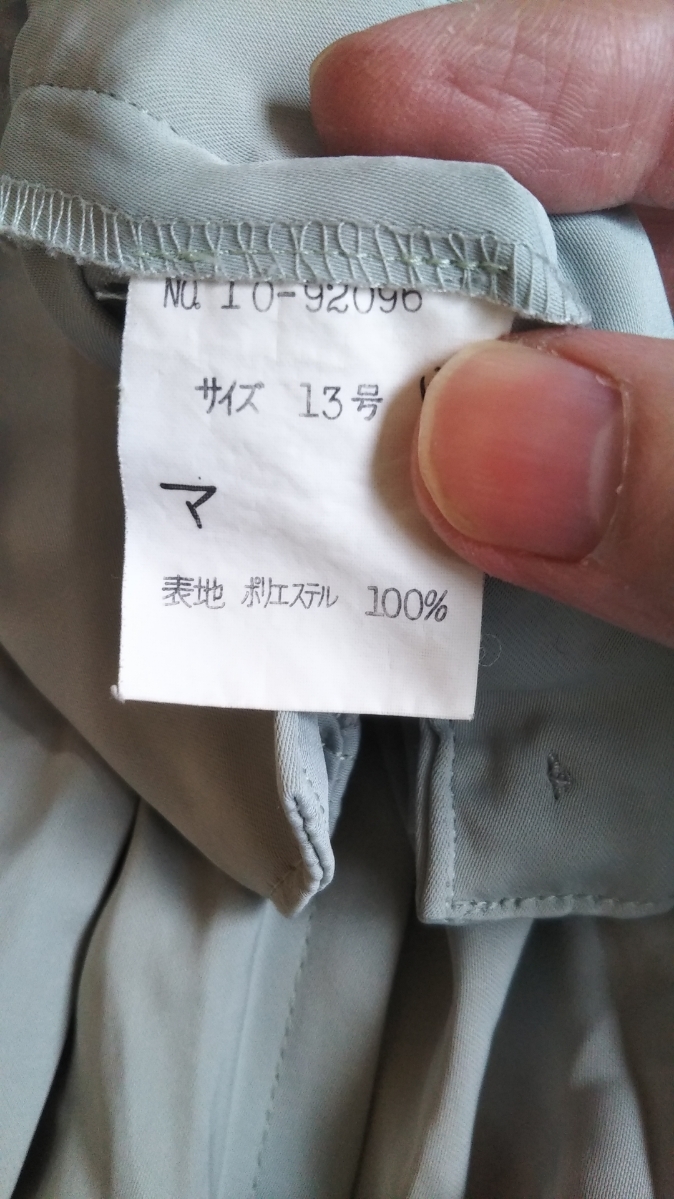 No. 10-92096
サイズ 13号
マ
表地 ポリエステル 100%